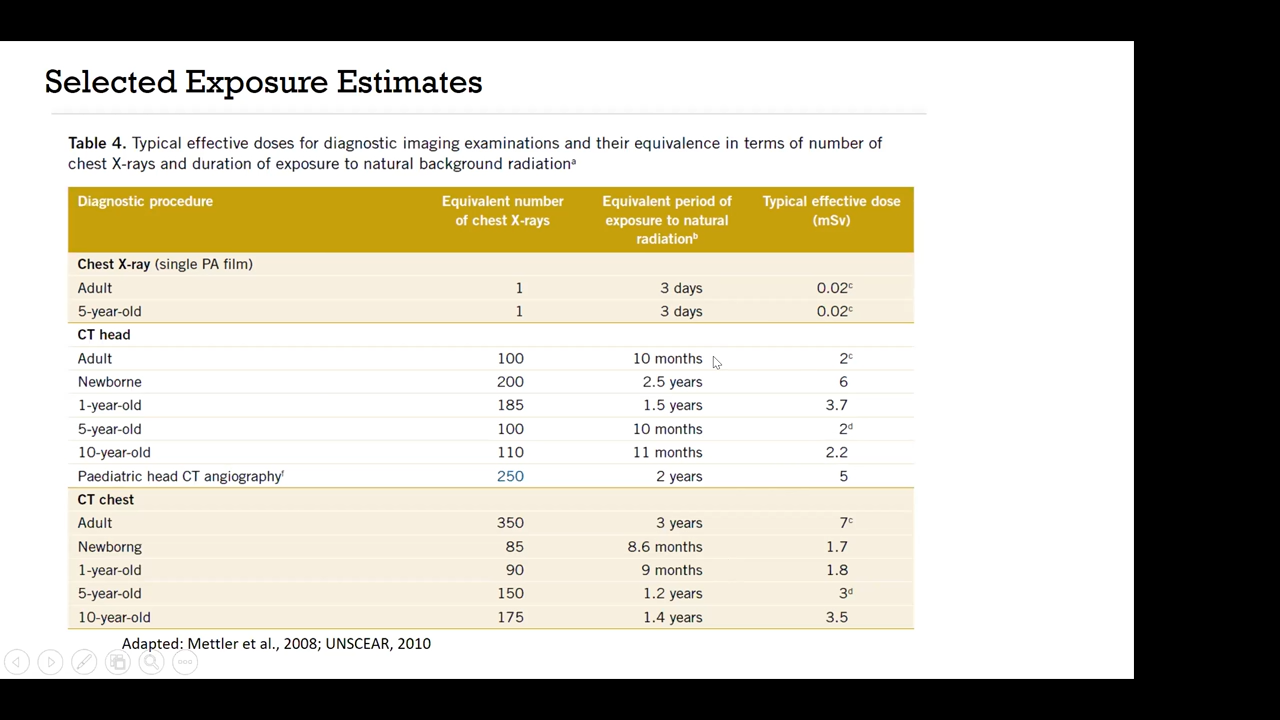 Selected Exposure Estimates
Table 4. Typical effective doses for diagnostic imaging examinations and their equivalence in terms of number of
chest X-rays and duration of exposure to natural background radiationᵃ
Diagnostic procedure
Equivalent number
of chest X-rays
Equivalent period of
exposure to natural
radiationᵇ
Typical effective dose
(mSv)
Chest X-ray (single PA film)
Adult 1 3 days 0.02ᶜ
5-year-old 1 3 days 0.02ᶜ
CT head
Adult 100 10 months 2ᶜ
Newborne 200 2.5 years 6
1-year-old 185 1.5 years 3.7
5-year-old 100 10 months 2ᵈ
10-year-old 110 11 months 2.2
Paediatric head CT angiographyᶠ 250 2 years 5
CT chest
Adult 350 3 years 7ᶜ
Newborng 85 8.6 months 1.7
1-year-old 90 9 months 1.8
5-year-old 150 1.2 years 3ᵈ
10-year-old 175 1.4 years 3.5
Adapted: Mettler et al., 2008; UNSCEAR, 2010